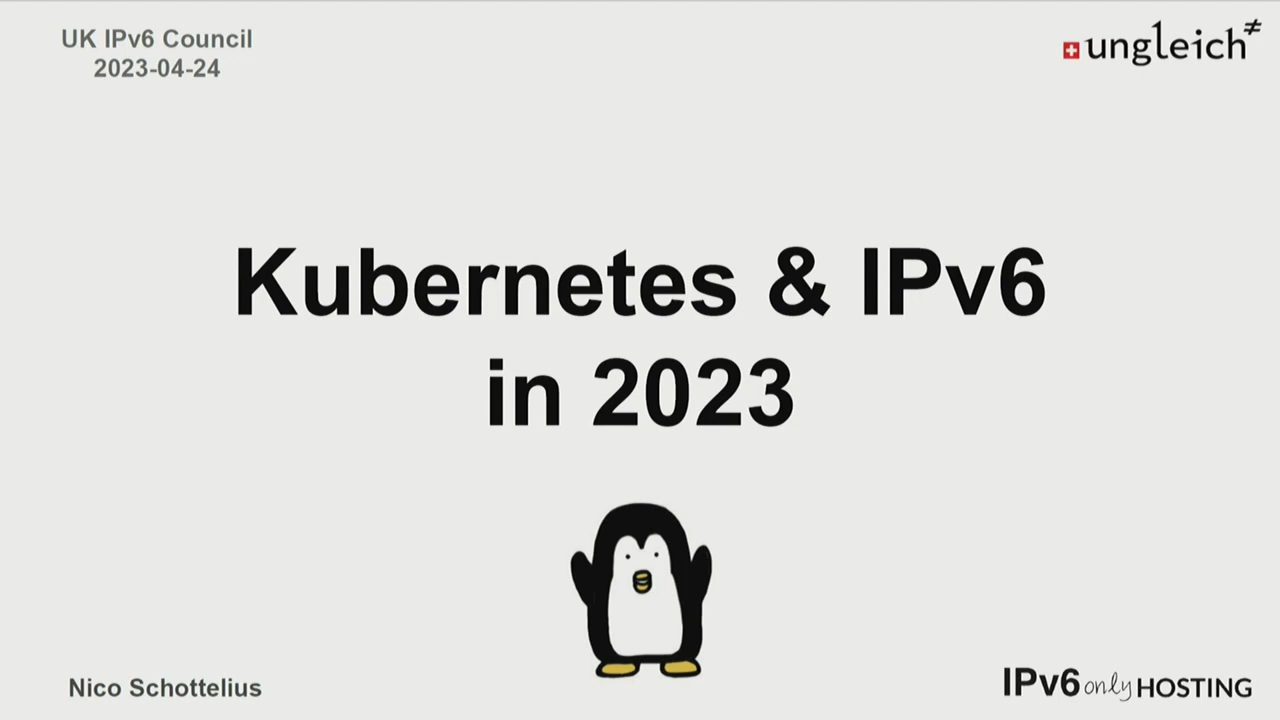 UK IPv6 Council
2023-04-24
ungleich≠
Kubernetes & IPv6
in 2023
Nico Schottelius
IPv6 only HOSTING